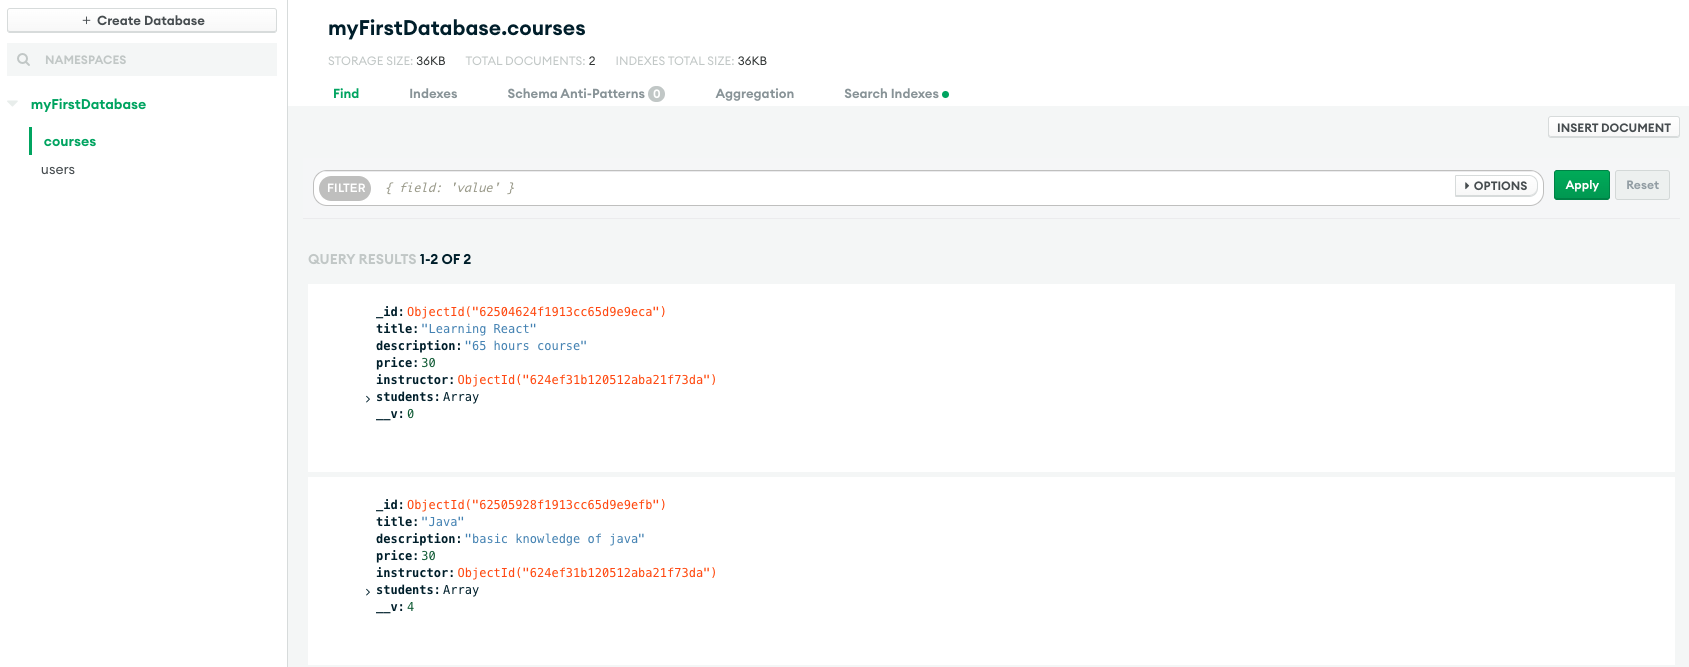 + Create Database
NAMESPACES
myFirstDatabase
courses
users
myFirstDatabase.courses
STORAGE SIZE: 36KB TOTAL DOCUMENTS: 2 INDEXES TOTAL SIZE: 36KB
Find Indexes Schema Anti-Patterns 0 Aggregation Search Indexes
INSERT DOCUMENT
FILTER { field: 'value' } OPTIONS Apply Reset
QUERY RESULTS 1-2 OF 2
_id: ObjectId("62504624f1913cc65d9e9eca")
title: "Learning React"
description: "65 hours course"
price: 30
instructor: ObjectId("624ef31b120512aba21f73da")
students: Array
__v: 0
_id: ObjectId("62505928f1913cc65d9e9efb")
title: "Java"
description: "basic knowledge of java"
price: 30
instructor: ObjectId("624ef31b120512aba21f73da")
students: Array
__v: 4